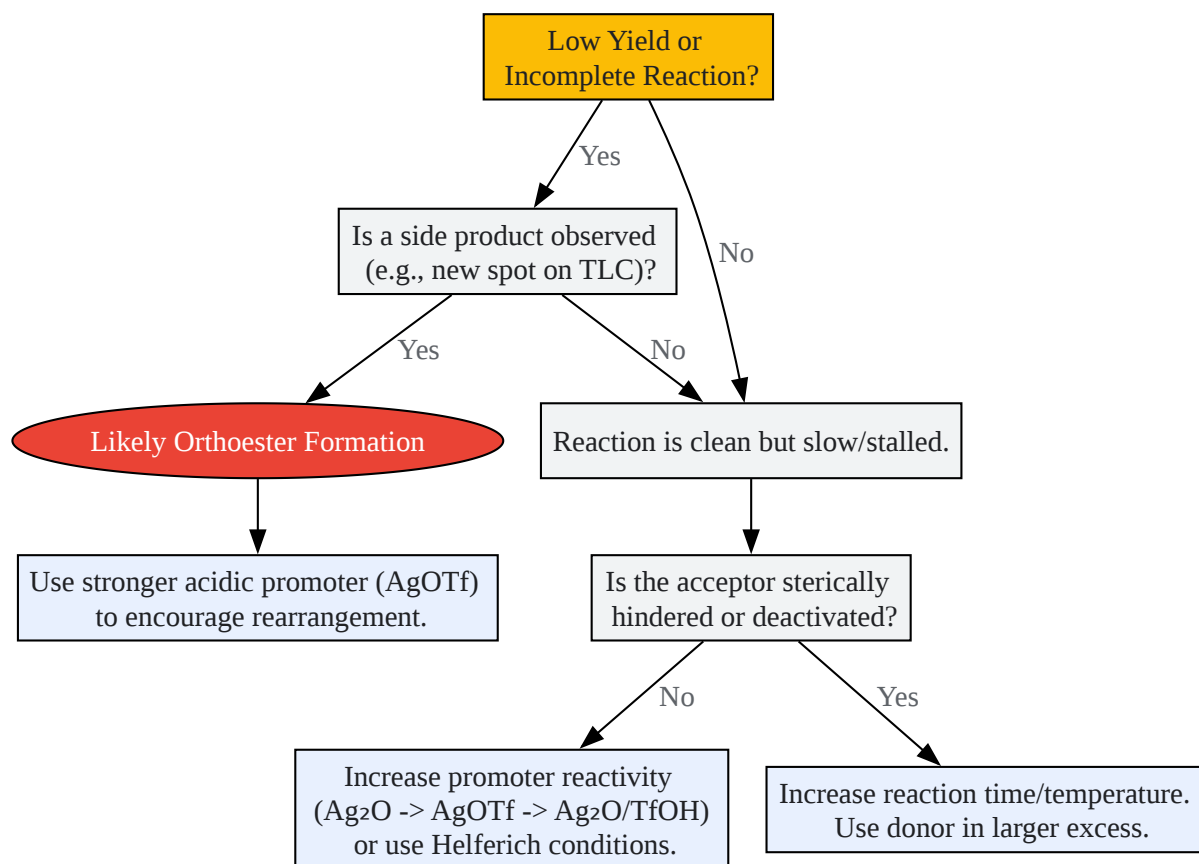 Low Yield or
Incomplete Reaction?
Yes
No
Is a side product observed
(e.g., new spot on TLC)?
Yes
No
Likely Orthoester Formation
Reaction is clean but slow/stalled.
Use stronger acidic promoter (AgOTf)
to encourage rearrangement.
Is the acceptor sterically
hindered or deactivated?
No
Yes
Increase promoter reactivity
(Ag₂O -> AgOTf -> Ag₂O/TfOH)
or use Helferich conditions.
Increase reaction time/temperature.
Use donor in larger excess.